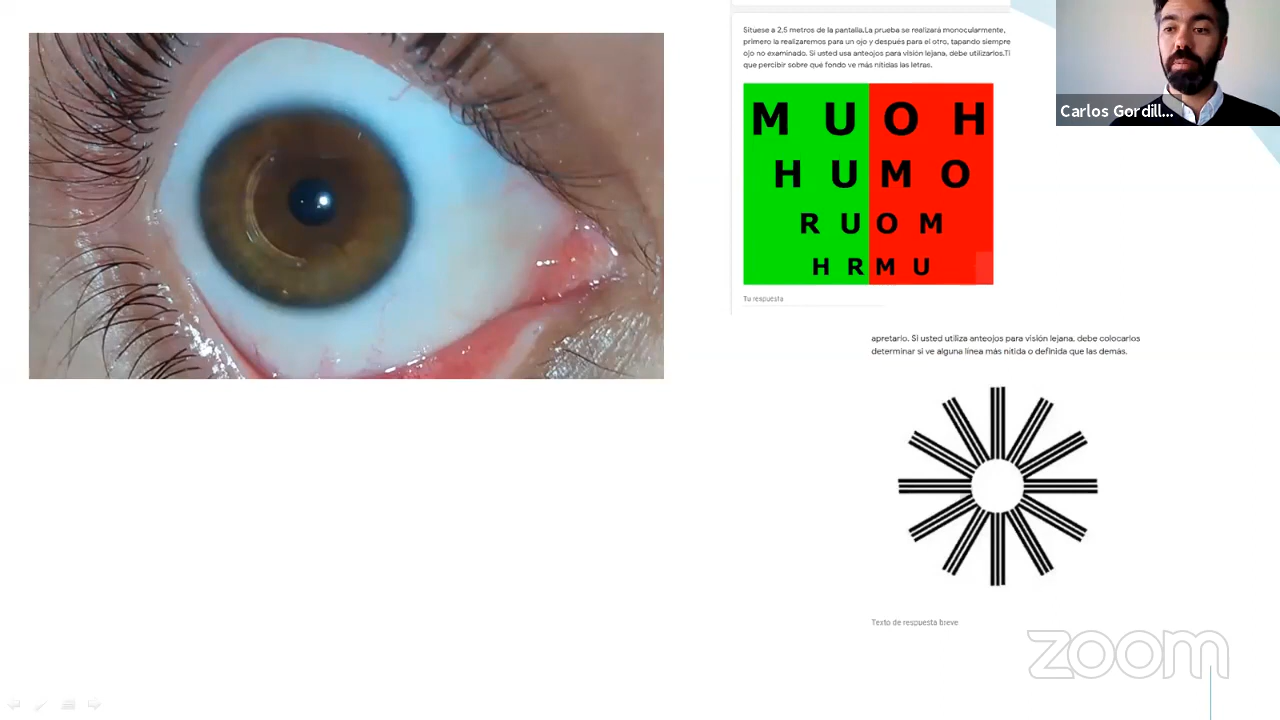 Sitúese a 2,5 metros de la pantalla.La prueba se realizará monocularmente,
primero la realizaremos para un ojo y después para el otro, tapando siempre
ojo no examinado. Si usted usa anteojos para visión lejana, debe utilizarlos.Ti
que percibir sobre qué fondo ve más nítidas las letras.
M U O H
H U M O
R U O M
H R M U
Tu respuesta
Carlos Gordill...
apretarlo. Si usted utiliza anteojos para visión lejana, debe colocarlos
determinar si ve alguna línea más nítida o definida que las demás.
Texto de respuesta breve
zoom